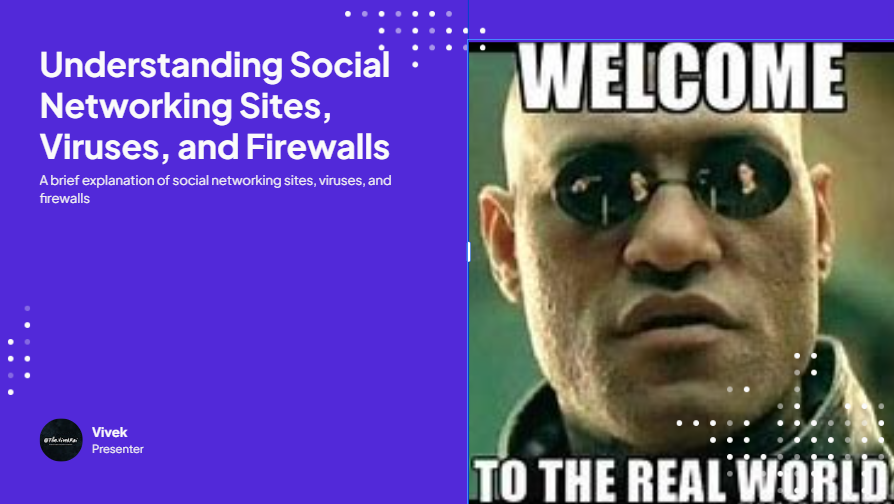 Understanding Social
Networking Sites,
Viruses, and Firewalls
A brief explanation of social networking sites, viruses, and
firewalls
Vivek
Presenter
WELCOME
TO THE REAL WORLD